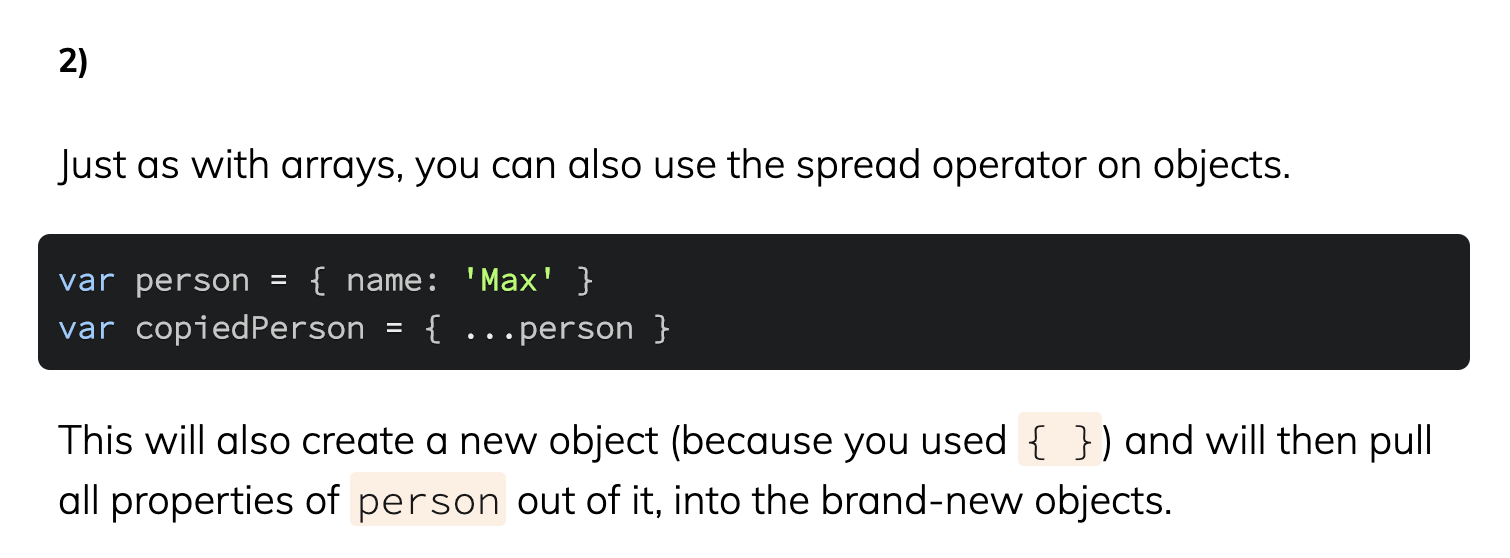 2)
Just as with arrays, you can also use the spread operator on objects.
var person = { name: 'Max' }
var copiedPerson = { ...person }
This will also create a new object (because you used { }) and will then pull
all properties of person out of it, into the brand-new objects.